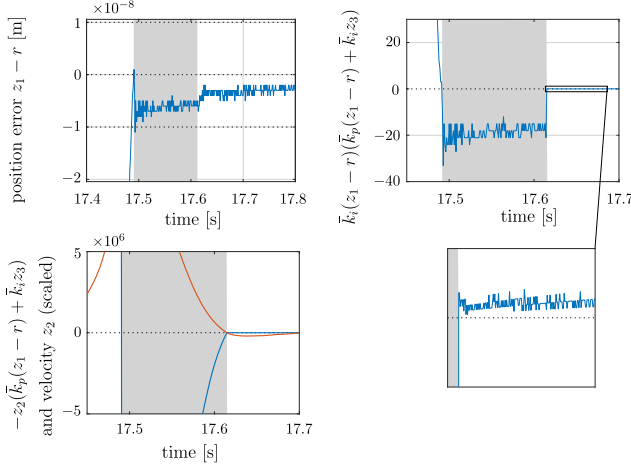 ×10⁻⁸
position error z₁ − r [m]
1
0
-1
-2
17.4 17.5 17.6 17.7 17.8
time [s]
k̄ᵢ(z₁ − r)(k̄ₚ(z₁ − r) + k̄ᵢz₃)
20
0
-20
-40
17.5 17.6 17.7
time [s]
×10⁶
−z₂(k̄ₚ(z₁ − r) + k̄ᵢz₃)
and velocity z₂ (scaled)
5
0
-5
17.5 17.6 17.7
time [s]